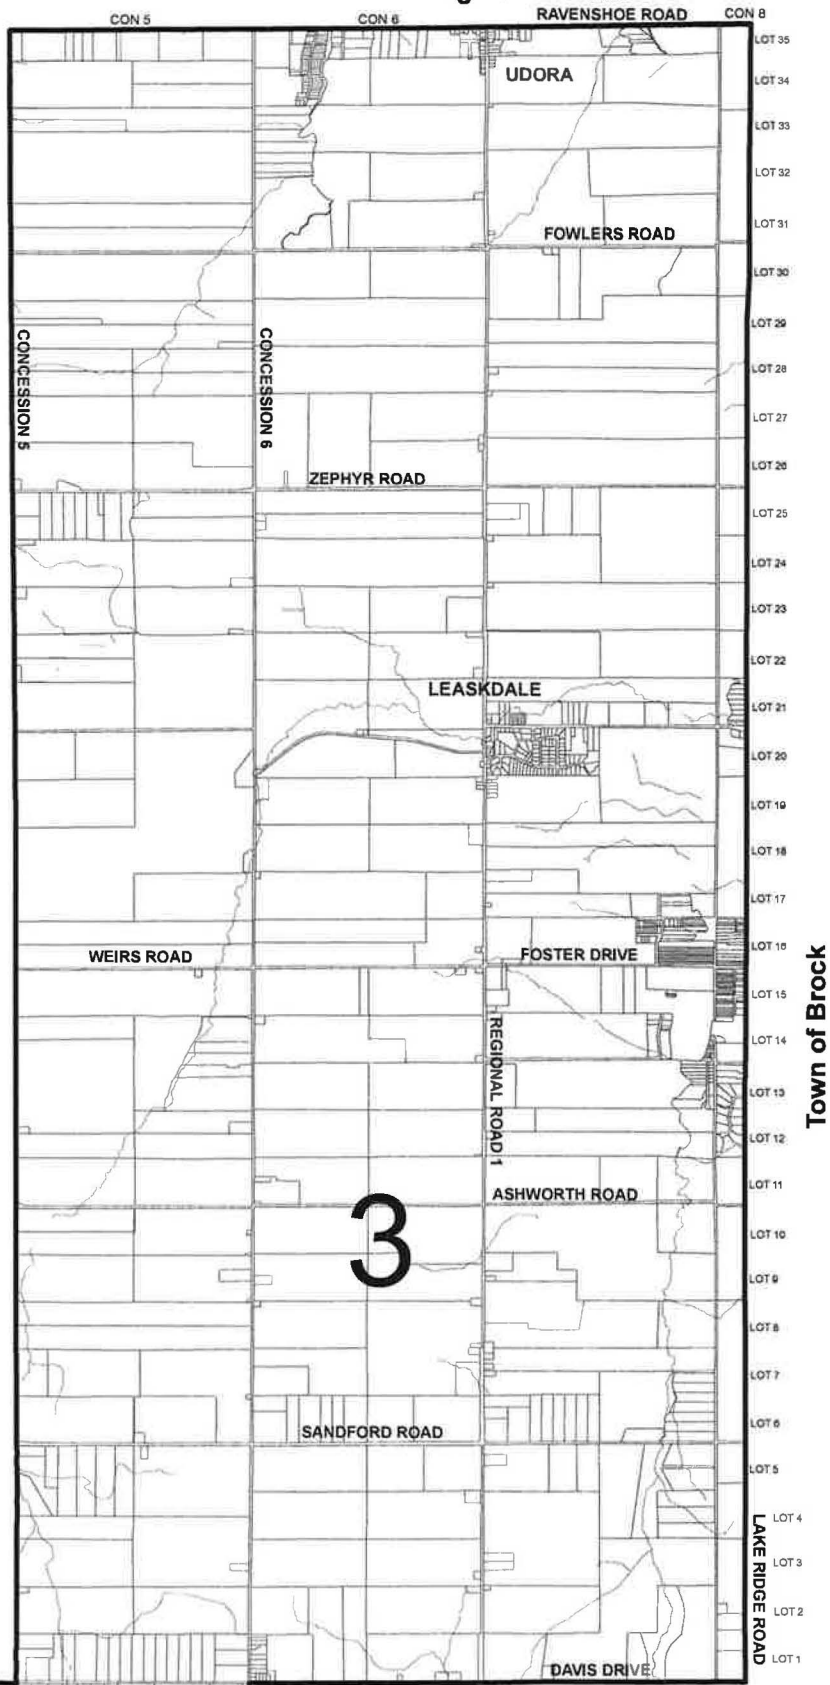 CON 5
CON 6
RAVENSHOE ROAD
CON 8
LOT 35
UDORA
LOT 34
LOT 33
LOT 32
LOT 31
FOWLERS ROAD
LOT 30
LOT 29
CONCESSION 5
CONCESSION 6
LOT 28
LOT 27
LOT 26
ZEPHYR ROAD
LOT 25
LOT 24
LOT 23
LOT 22
LEASKDALE
LOT 21
LOT 20
LOT 19
LOT 18
LOT 17
LOT 16
WEIRS ROAD
FOSTER DRIVE
Town of Brock
LOT 15
REGIONAL ROAD 1
LOT 14
LOT 13
LOT 12
LOT 11
ASHWORTH ROAD
3
LOT 10
LOT 9
LOT 8
LOT 7
LOT 6
SANDFORD ROAD
LOT 5
LOT 4
LAKE RIDGE ROAD
LOT 3
LOT 2
LOT 1
DAVIS DRIVE